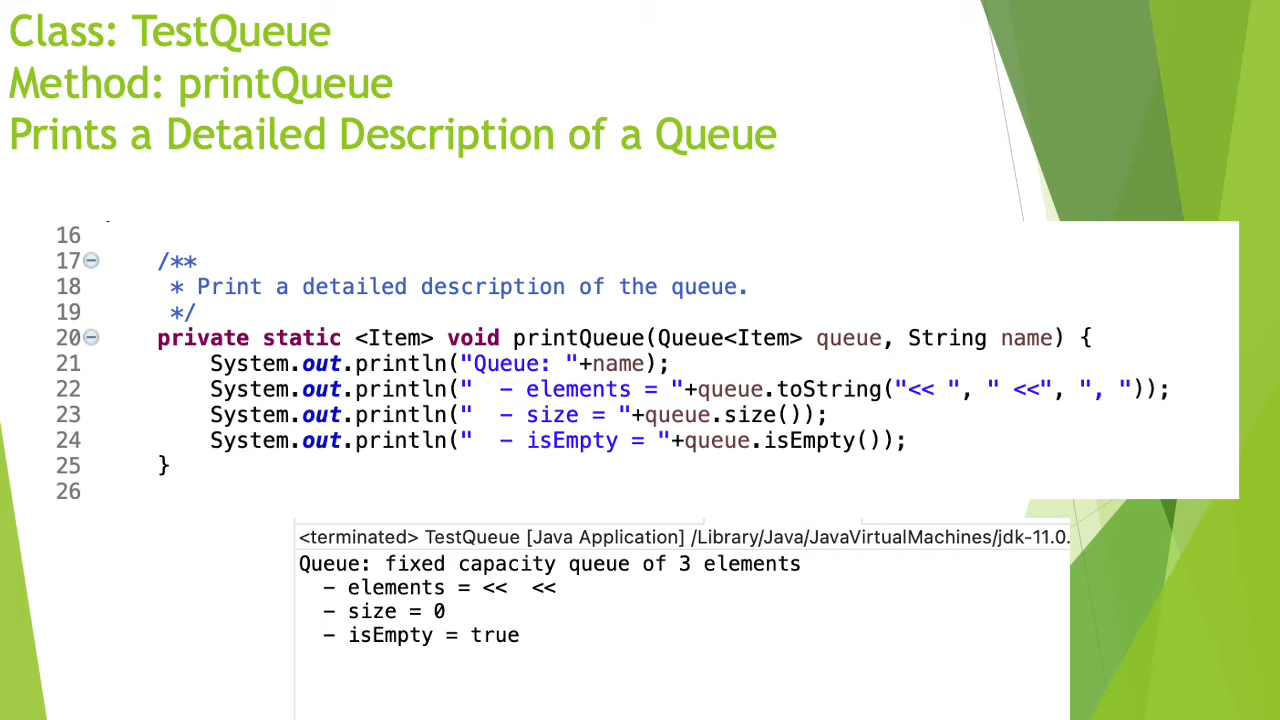 Class: TestQueue
Method: printQueue
Prints a Detailed Description of a Queue
16
17 /**
18 * Print a detailed description of the queue.
19 */
20 private static <Item> void printQueue(Queue<Item> queue, String name) {
21 System.out.println("Queue: "+name);
22 System.out.println("  - elements = "+queue.toString("<< ", " <<", ", "));
23 System.out.println("  - size = "+queue.size());
24 System.out.println("  - isEmpty = "+queue.isEmpty());
25 }
26
<terminated> TestQueue [Java Application] /Library/Java/JavaVirtualMachines/jdk-11.0.
Queue: fixed capacity queue of 3 elements
  - elements = <<  <<
  - size = 0
  - isEmpty = true